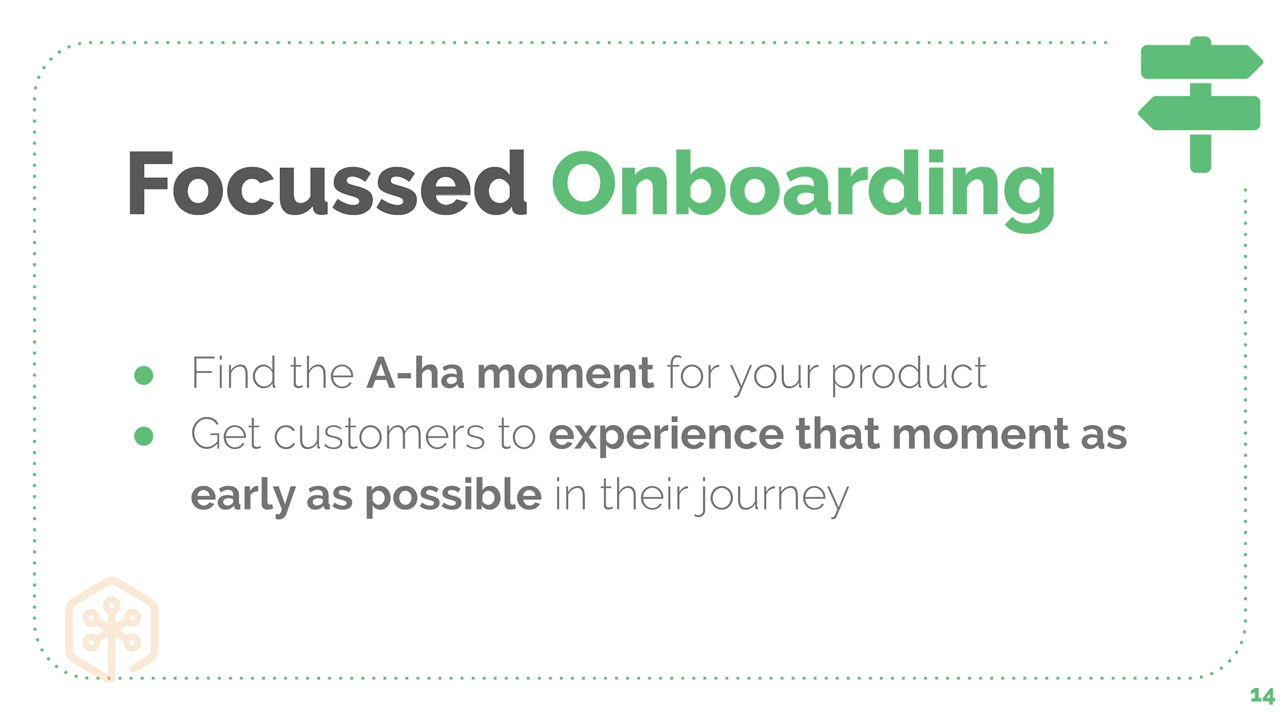 Focussed Onboarding
● Find the A-ha moment for your product
● Get customers to experience that moment as
early as possible in their journey
14